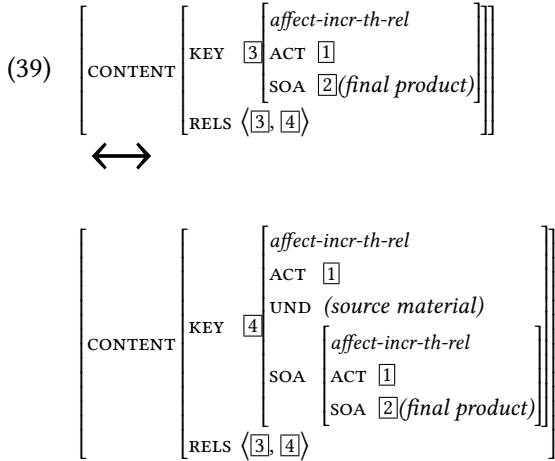 affect-incr-th-rel
(39) CONTENT KEY 3 ACT 1
SOA 2(final product)
RELS ⟨3, 4⟩
⟷
affect-incr-th-rel
ACT 1
UND (source material)
CONTENT KEY 4
affect-incr-th-rel
SOA ACT 1
SOA 2(final product)
RELS ⟨3, 4⟩